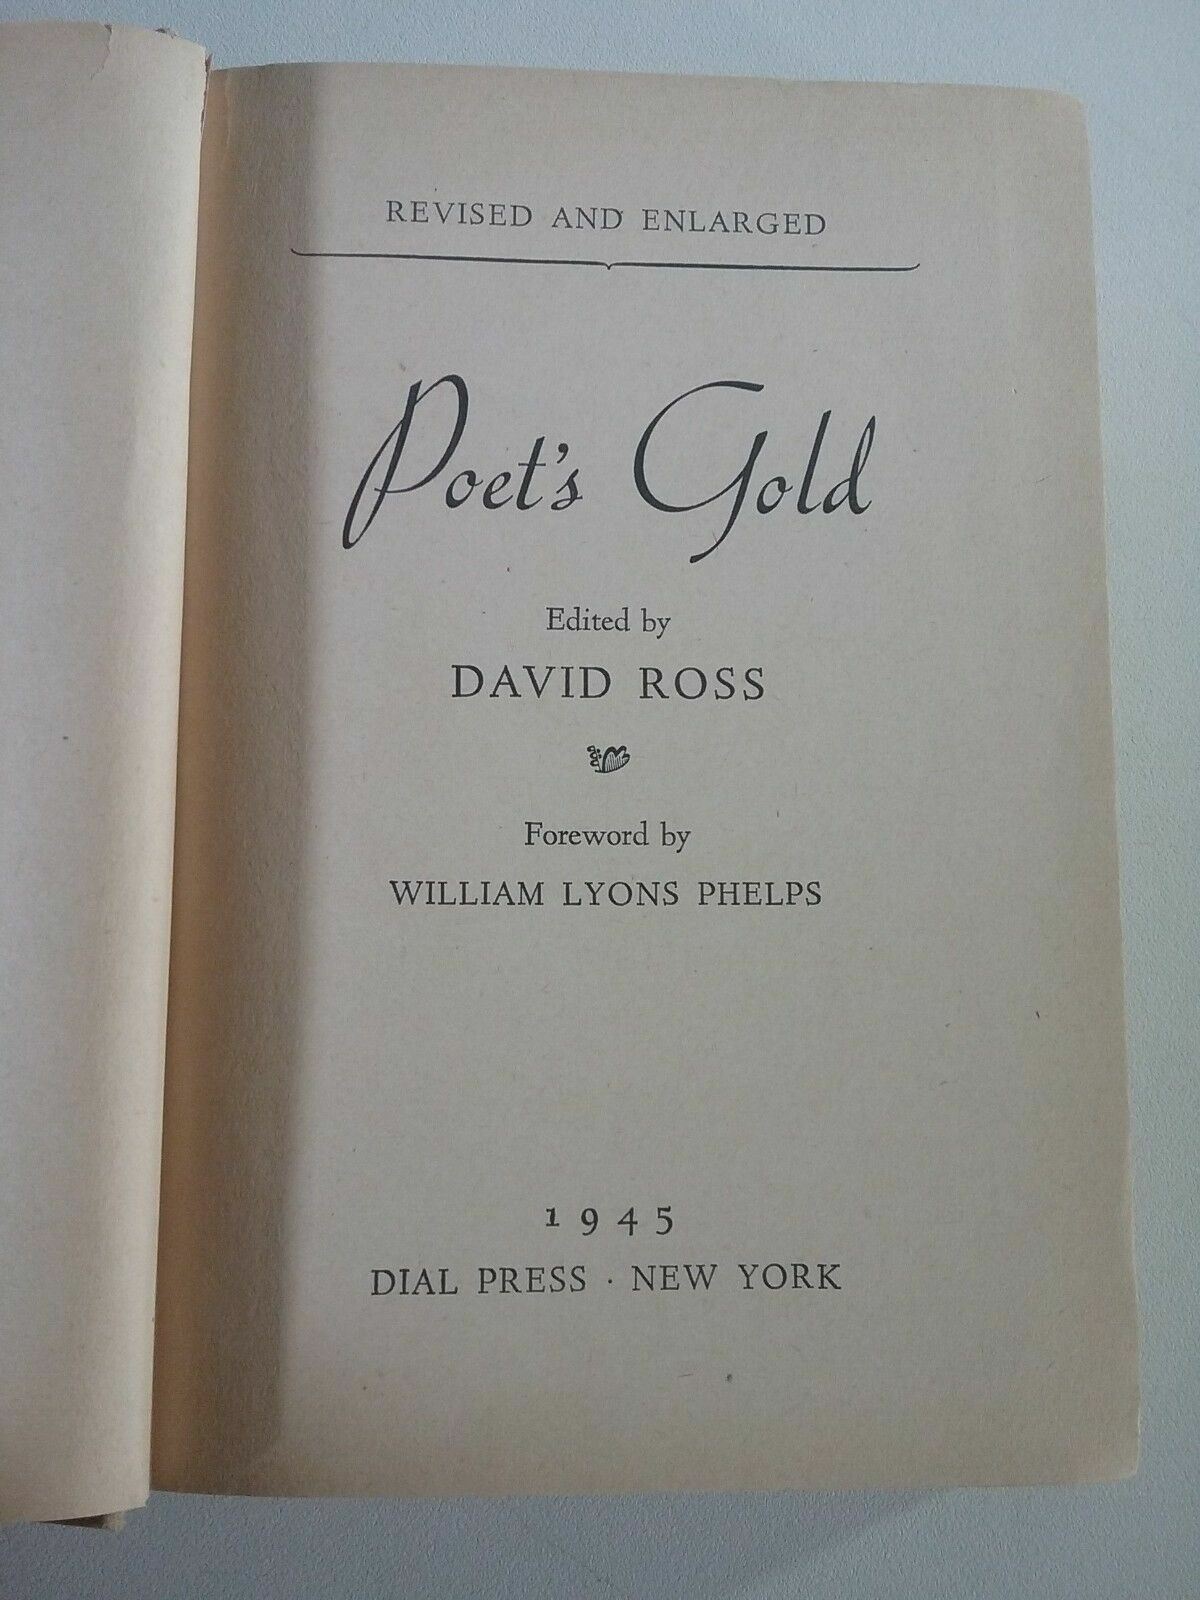 REVISED AND ENLARGED
Poet's Gold
Edited by
DAVID ROSS
Foreword by
WILLIAM LYONS PHELPS
1945
DIAL PRESS · NEW YORK